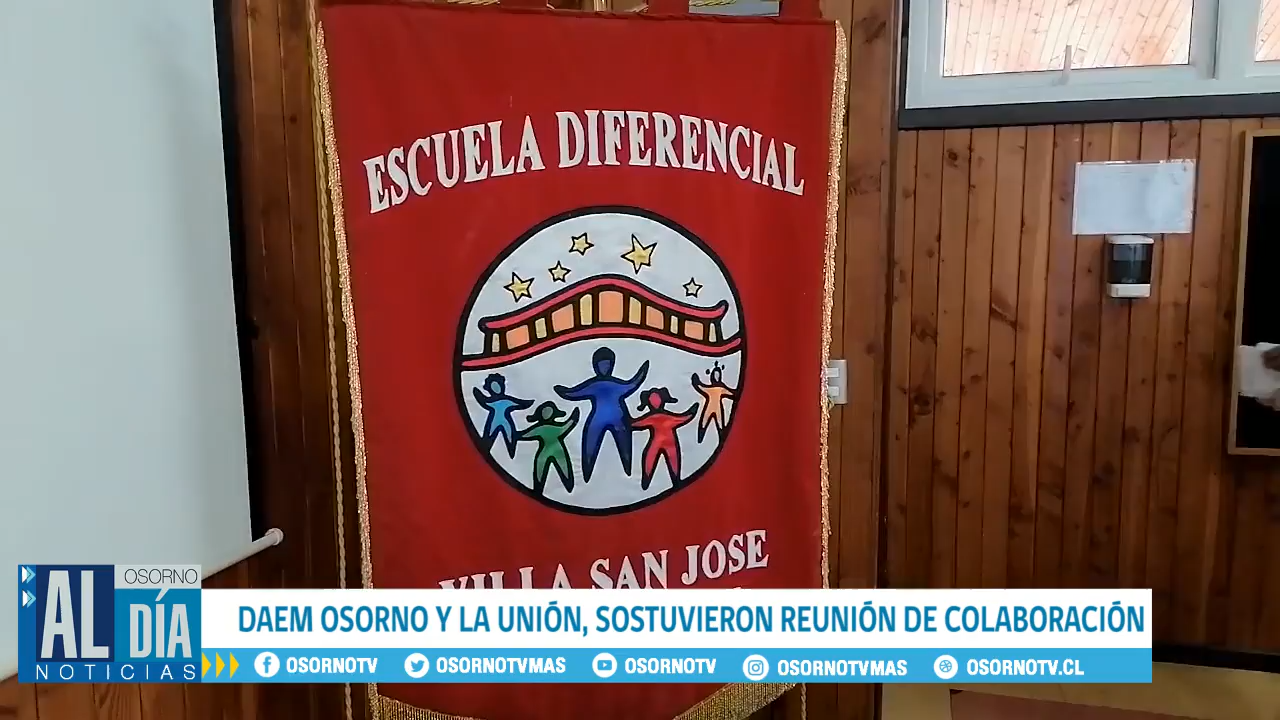 ESCUELA DIFERENCIAL
VILLA SAN JOSE
OSORNO
AL DÍA
NOTICIAS
DAEM OSORNO Y LA UNIÓN, SOSTUVIERON REUNIÓN DE COLABORACIÓN
OSORNOTV OSORNOTVMAS OSORNOTV OSORNOTVMAS OSORNOTV.CL